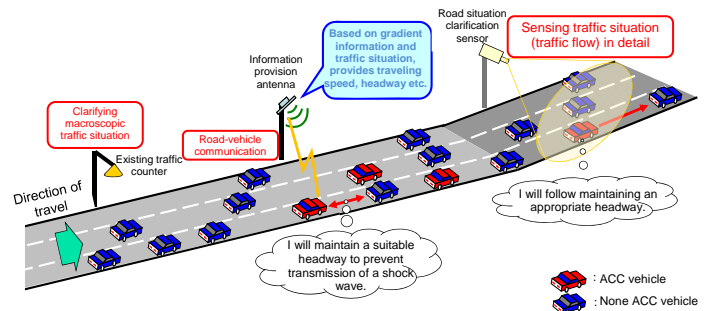 Clarifying
macroscopic
traffic situation
Existing traffic
counter
Direction of
travel
Road-vehicle
communication
Information
provision
antenna
Based on gradient
information and
traffic situation,
provides traveling
speed, headway etc.
Road situation
clarification
sensor
Sensing traffic situation
(traffic flow) in detail
I will maintain a suitable
headway to prevent
transmission of a shock
wave.
I will follow maintaining an
appropriate headway.
: ACC vehicle
: None ACC vehicle